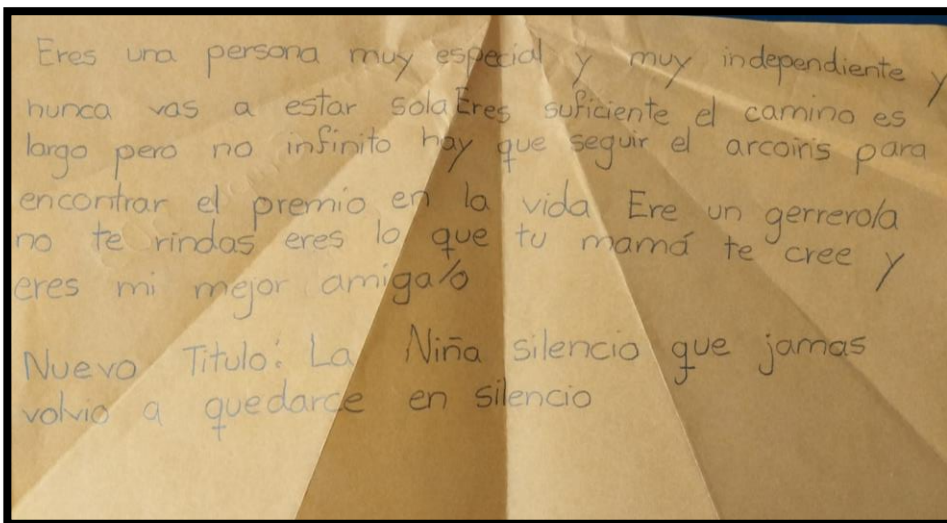 Eres una persona muy especial y muy independiente y
nunca vas a estar sola Eres suficiente el camino es
largo pero no infinito hay que seguir el arcoiris para
encontrar el premio en la vida Ere un gerrero/a
no te rindas eres lo que tu mamá te cree y
eres mi mejor amiga/o
Nuevo Titulo: La Niña silencio que jamas
volvio a quedarce en silencio